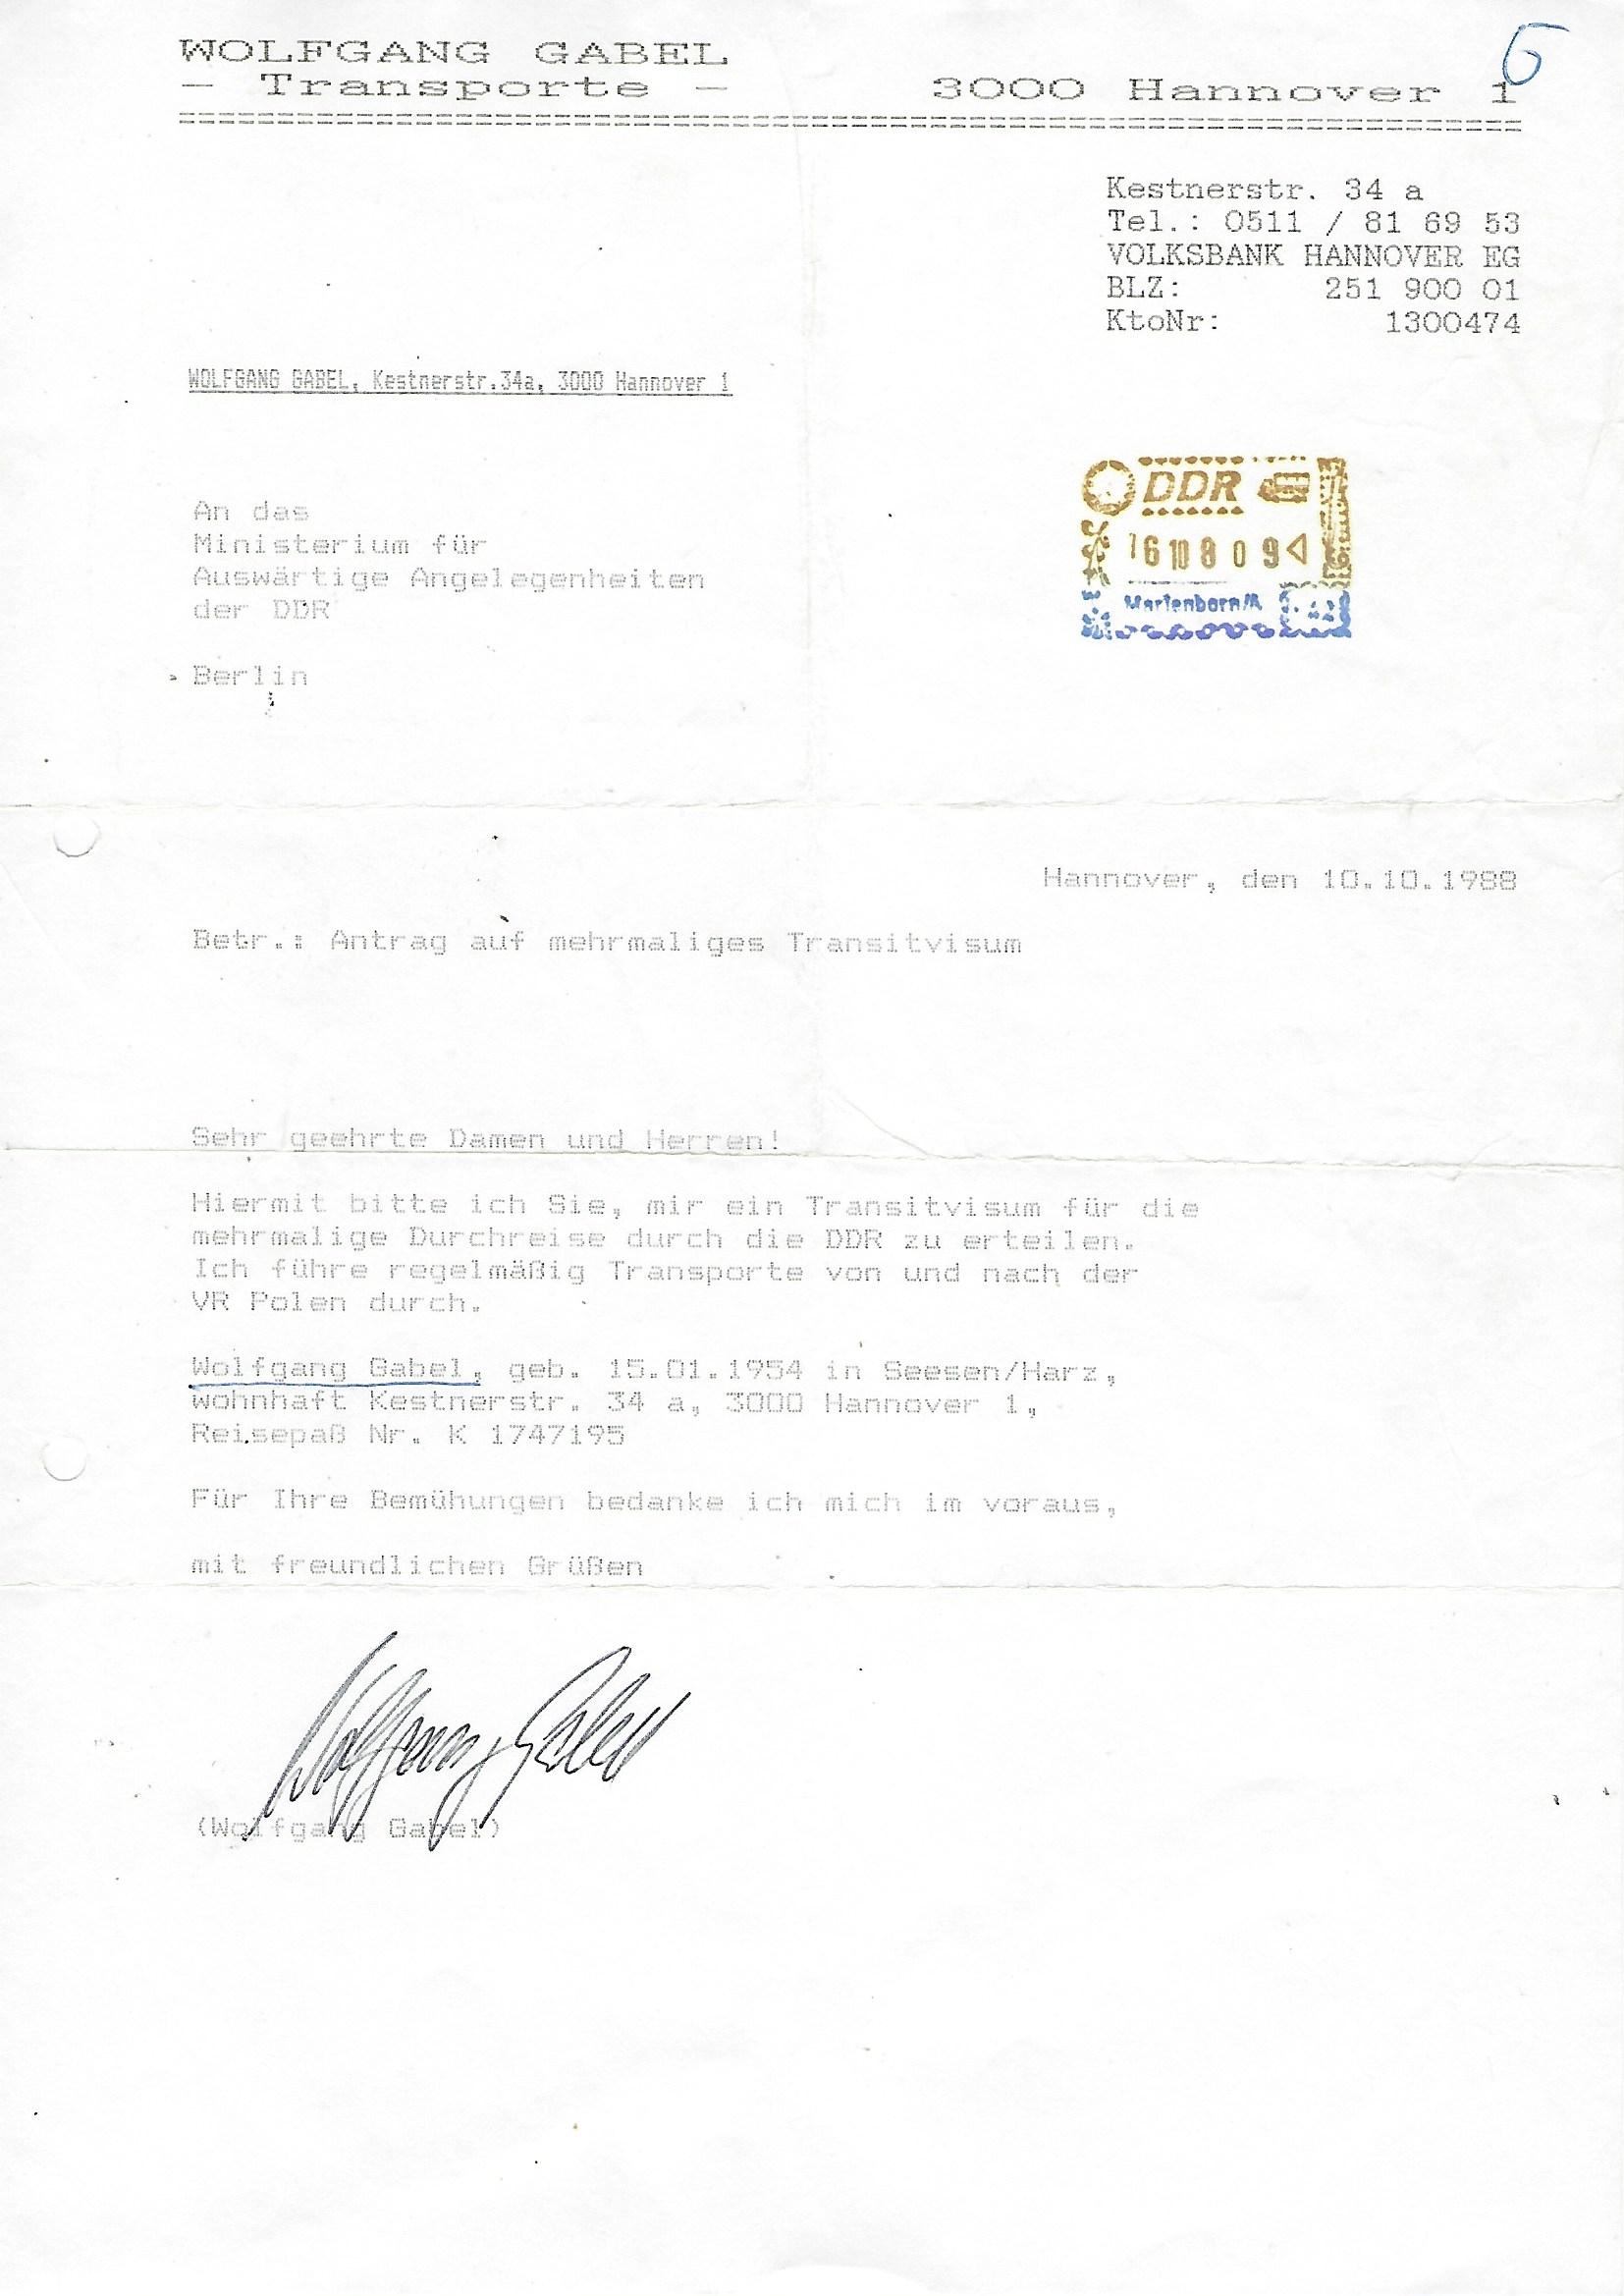 WOLFGANG GABEL
- Transporte -
3000 Hannover 1
5
Kestnerstr. 34 a
Tel.: 0511 / 81 69 53
VOLKSBANK HANNOVER EG
BLZ: 251 900 01
KtoNr: 1300474
WOLFGANG GABEL, Kestnerstr.34a, 3000 Hannover 1
DDR
Marienborn/A
An das
Ministerium für
Auswärtige Angelegenheiten
der DDR
Berlin
Hannover, den 10.10.1988
Betr.: Antrag auf mehrmaliges Transitvisum
Sehr geehrte Damen und Herren!
Hiermit bitte ich Sie, mir ein Transitvisum für die
mehrmalige Durchreise durch die DDR zu erteilen.
Ich führe regelmäßig Transporte von und nach der
VR Polen durch.
Wolfgang Gabel, geb. 15.01.1954 in Seesen/Harz,
wohnhaft Kestnerstr. 34 a, 3000 Hannover 1,
Reisepaß Nr. K 1747195
Für Ihre Bemühungen bedanke ich mich im voraus,
mit freundlichen Grüßen
Wolfgang Gabel
(Wolfgang Gabel)